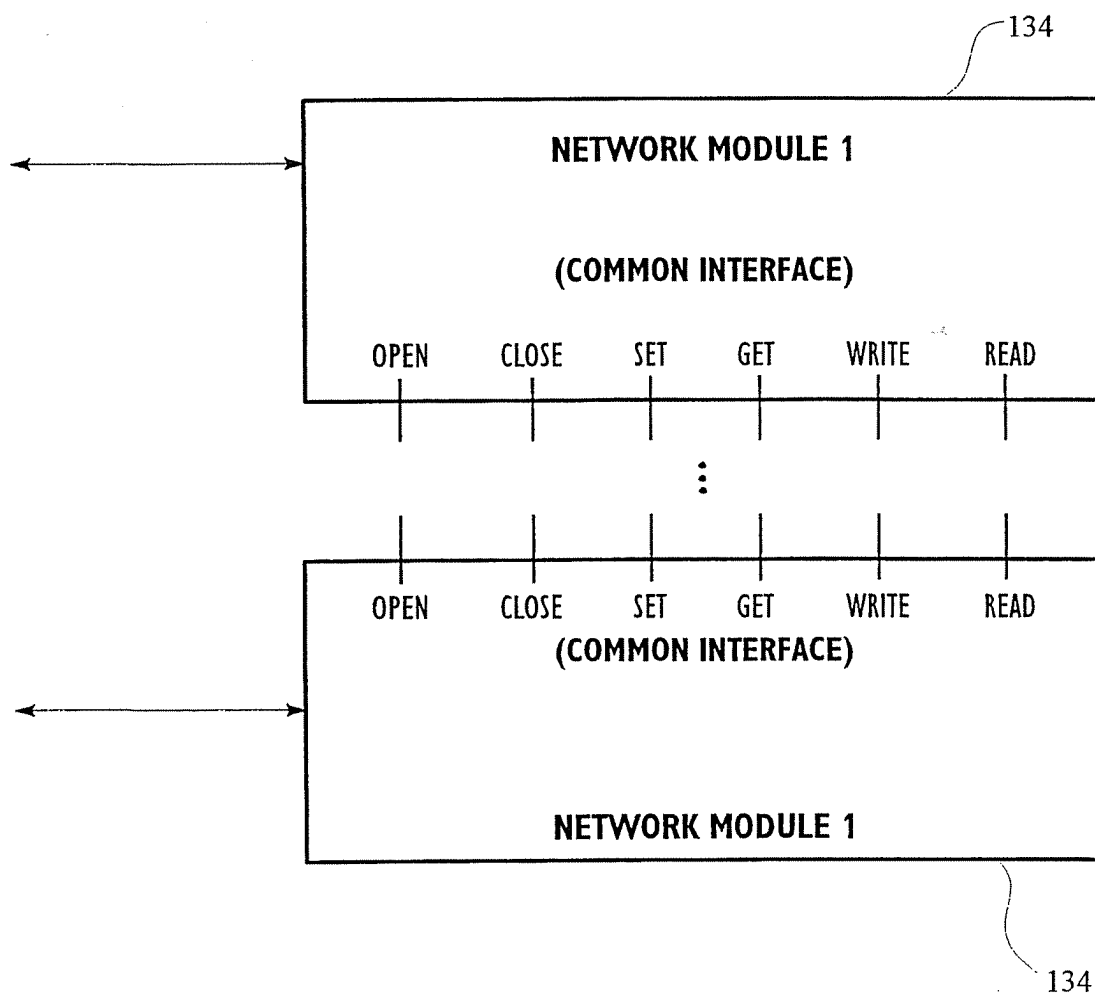 134
NETWORK MODULE 1
(COMMON INTERFACE)
OPEN CLOSE SET GET WRITE READ
OPEN CLOSE SET GET WRITE READ
(COMMON INTERFACE)
NETWORK MODULE 1
134